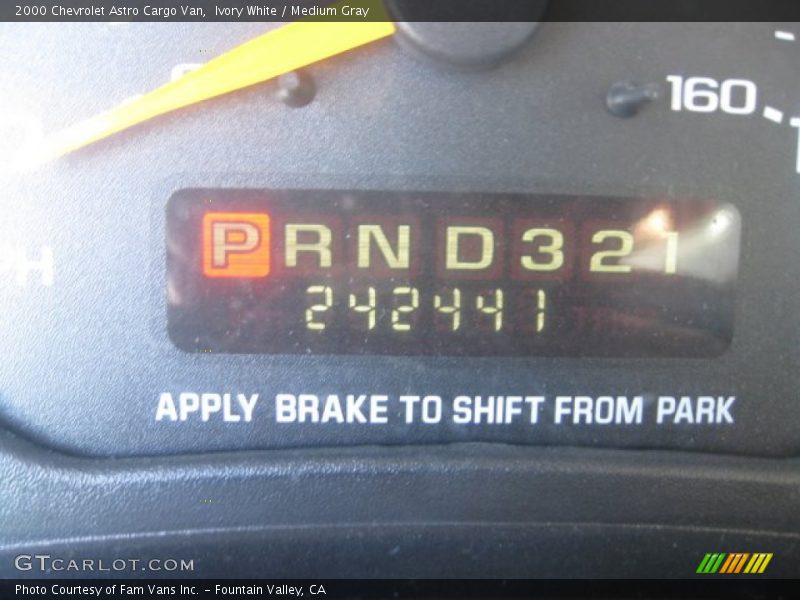 2000 Chevrolet Astro Cargo Van,  Ivory White / Medium Gray
160
PRND321
242441
APPLY BRAKE TO SHIFT FROM PARK
GTCARLOT.COM
Photo Courtesy of Fam Vans Inc. – Fountain Valley, CA